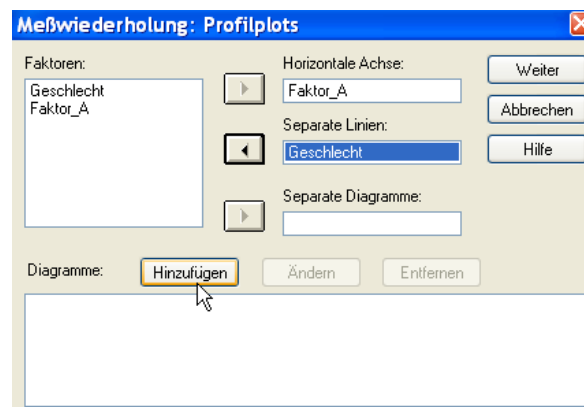 Meßwiederholung: Profilplots
Faktoren:
Geschlecht
Faktor_A
Horizontale Achse:
Faktor_A
Separate Linien:
Geschlecht
Separate Diagramme:
Weiter
Abbrechen
Hilfe
Diagramme:
Hinzufügen
Ändern
Entfernen